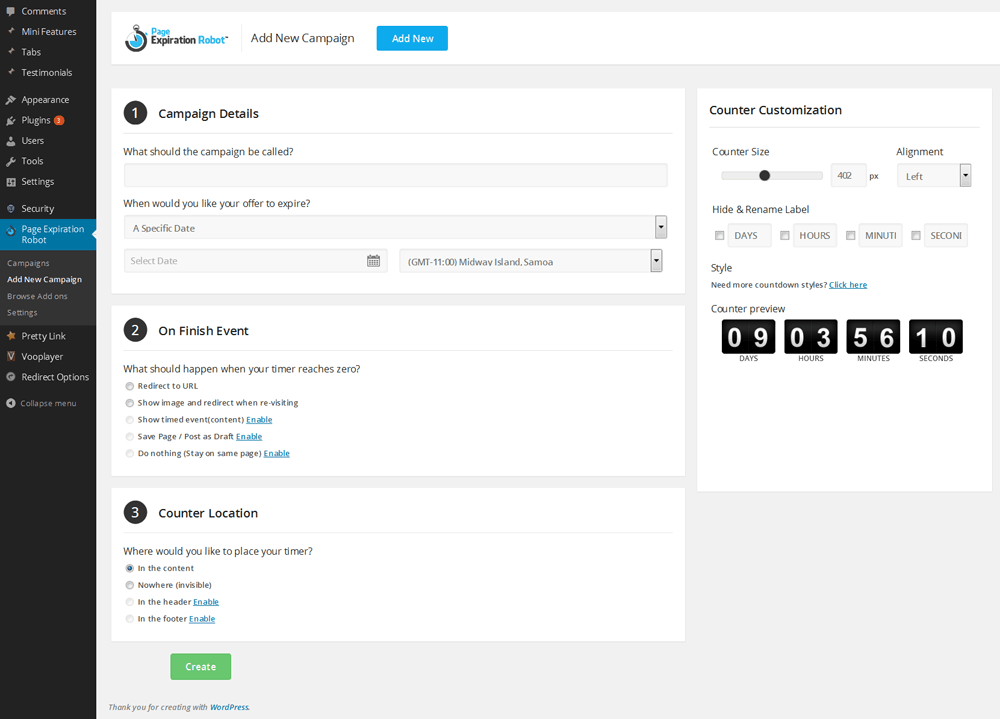 Comments
Mini Features
Tabs
Testimonials
Appearance
Plugins 3
Users
Tools
Settings
Security
Page Expiration
Robot
Campaigns
Add New Campaign
Browse Add ons
Settings
Pretty Link
Vooplayer
Redirect Options
Collapse menu
Page
Expiration Robot™
Add New Campaign
Add New
1 Campaign Details
What should the campaign be called?
When would you like your offer to expire?
A Specific Date
Select Date
(GMT-11:00) Midway Island, Samoa
2 On Finish Event
What should happen when your timer reaches zero?
Redirect to URL
Show image and redirect when re-visiting
Show timed event(content) Enable
Save Page / Post as Draft Enable
Do nothing (Stay on same page) Enable
3 Counter Location
Where would you like to place your timer?
In the content
Nowhere (invisible)
In the header Enable
In the footer Enable
Create
Thank you for creating with WordPress.
Counter Customization
Counter Size
Alignment
402 px
Left
Hide & Rename Label
DAYS HOURS MINUTI SECONI
Style
Need more countdown styles? Click here
Counter preview
09 03 56 10
DAYS HOURS MINUTES SECONDS